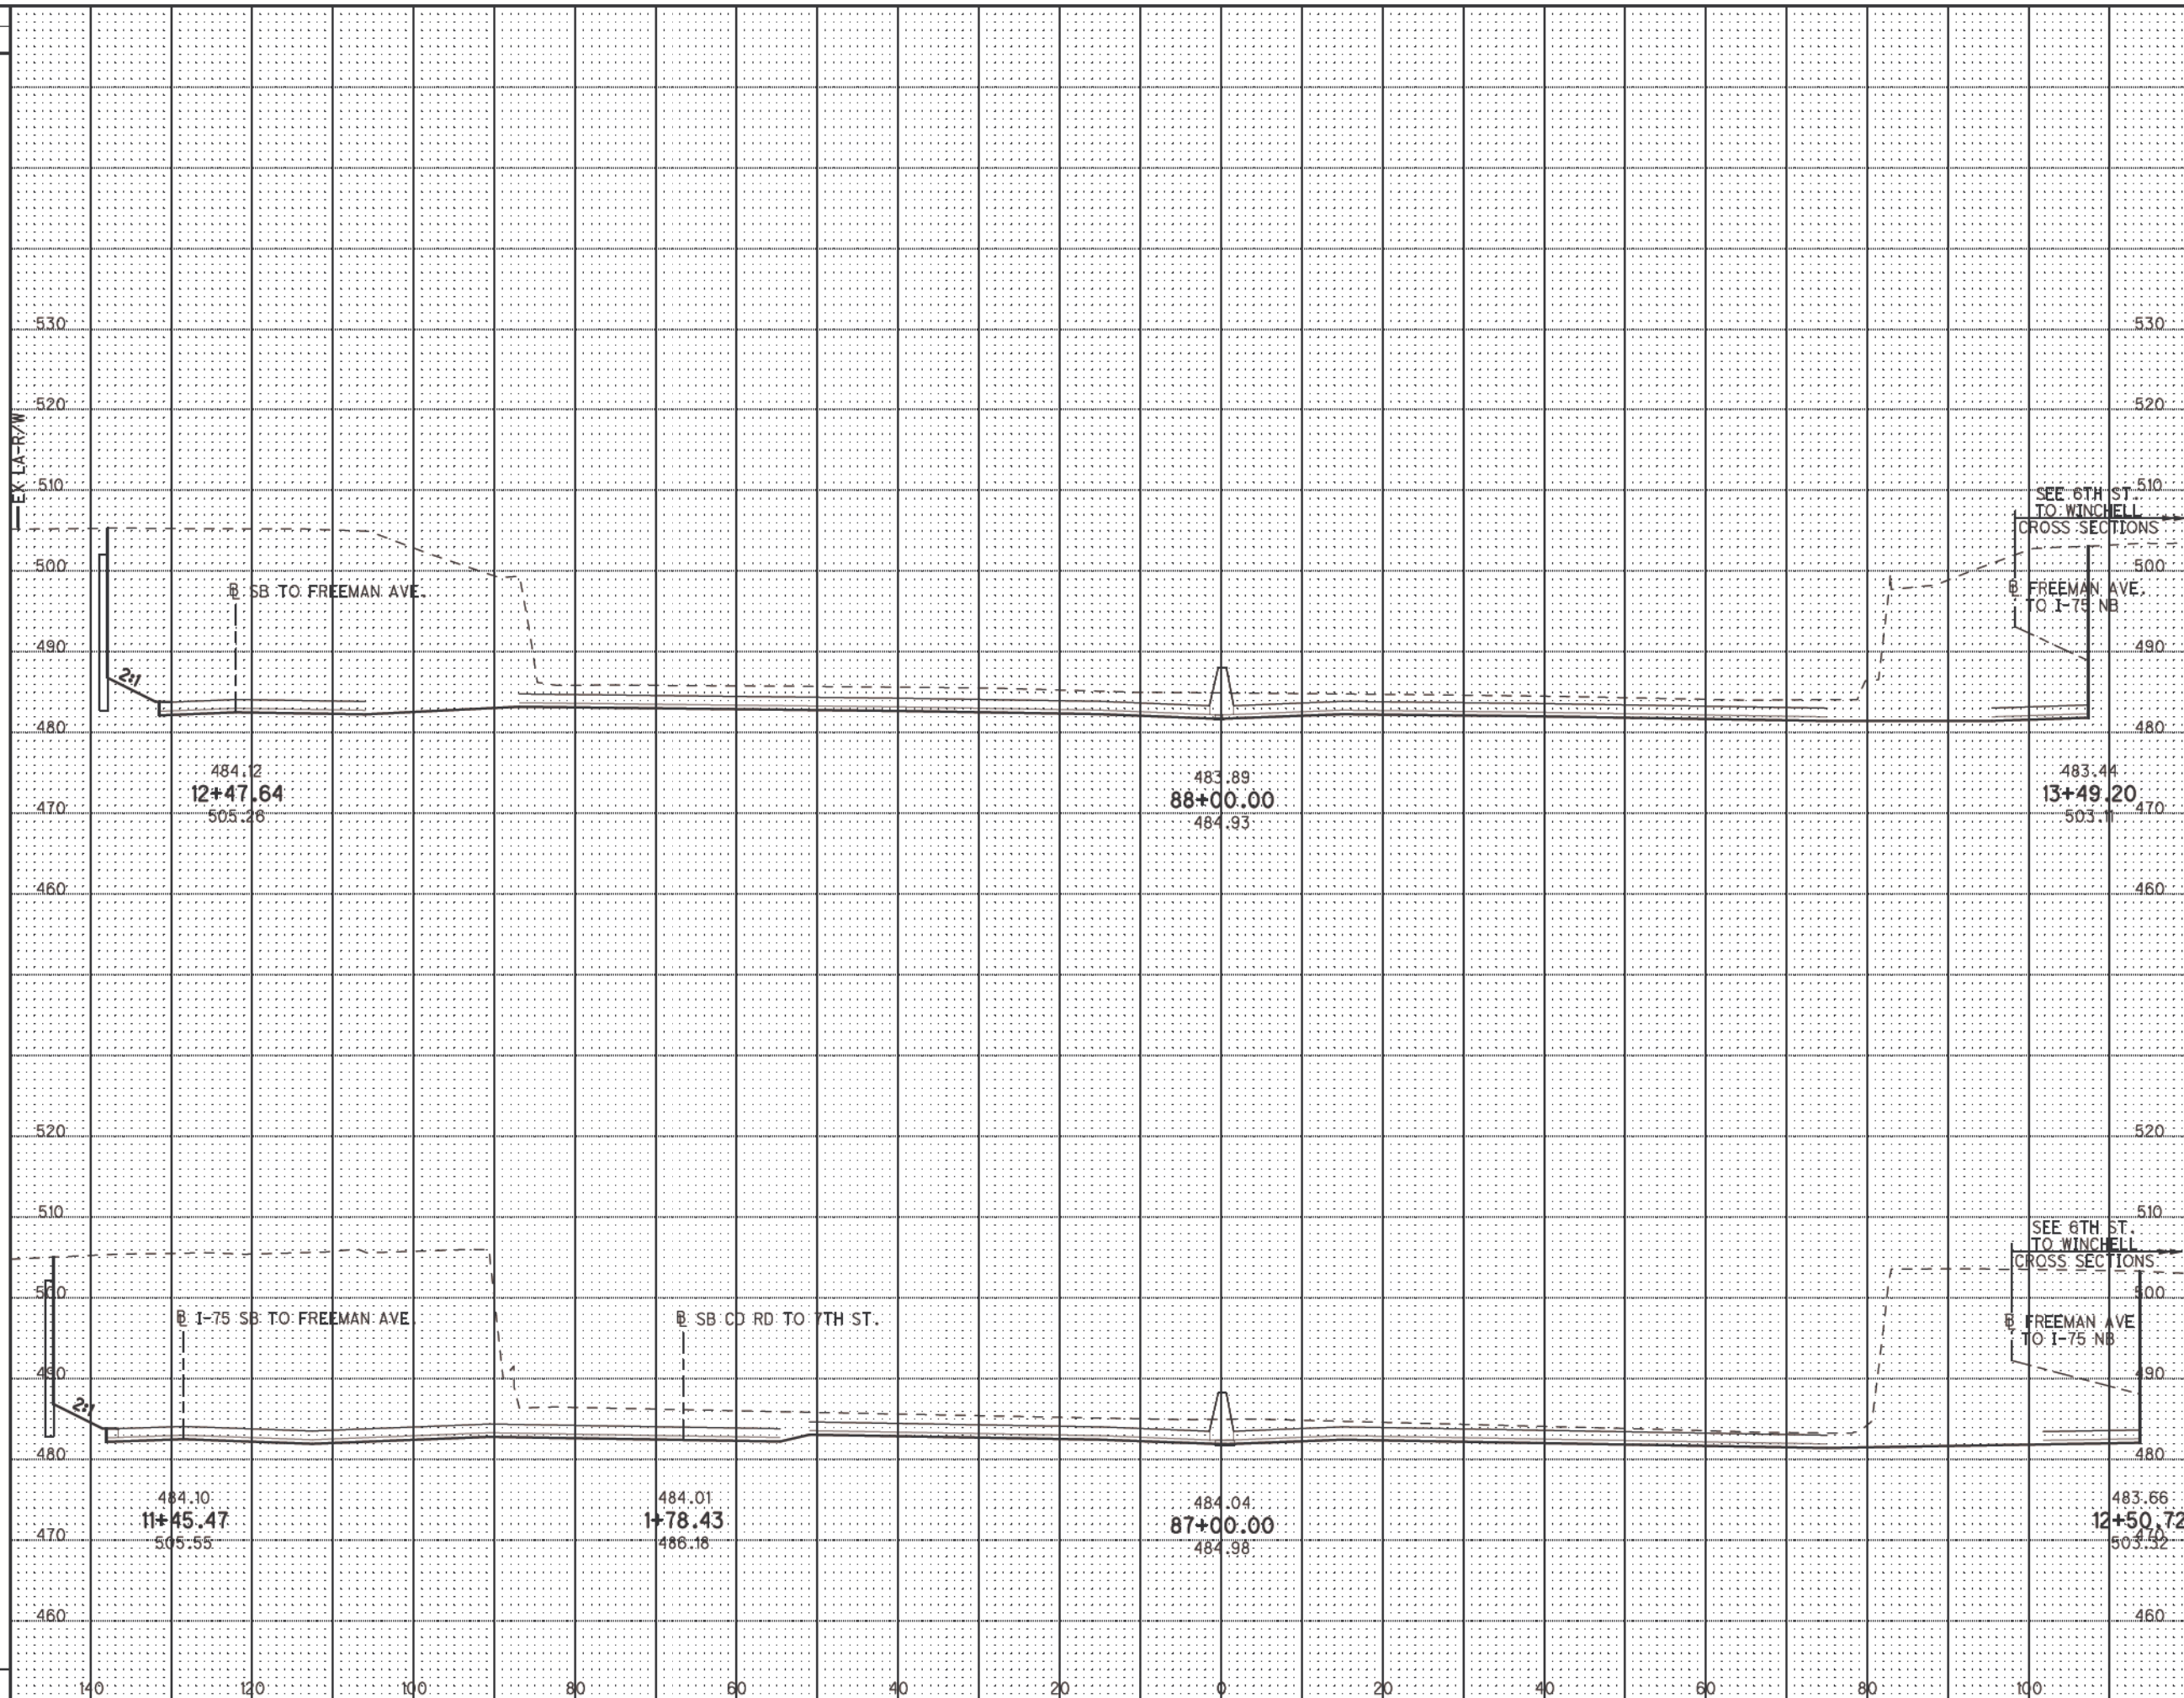 530 530
520 520
EX LA-R/W
510 510
SEE 6TH ST.
TO WINCHELL
CROSS SECTIONS
500 500
℄ SB TO FREEMAN AVE.
FREEMAN AVE.
TO I-75 NB
490 490
2:1
480 480
484.12 483.89 483.44
12+47.64 88+00.00 13+49.20
505.26 484.93 503.11
470 470
460 460
520 520
510 510
SEE 6TH ST.
TO WINCHELL
CROSS SECTIONS
500 500
I-75 SB TO FREEMAN AVE.
SB CD RD TO 7TH ST.
FREEMAN AVE
TO I-75 NB
490 490
2:1
480 480
484.10 484.01 484.04 483.66
11+45.47 1+78.43 87+00.00 12+50.72
505.55 486.18 484.98 503.32
470 470
460 460
140 120 100 80 60 40 20 0 20 40 60 80 100